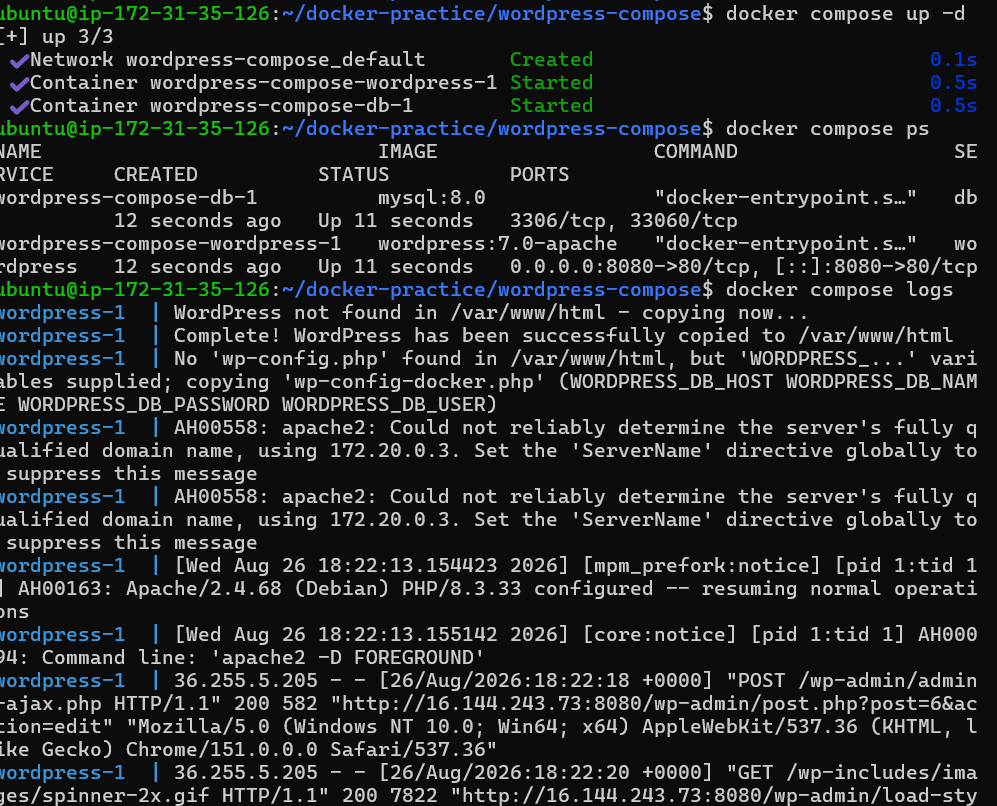 ubuntu@ip-172-31-35-126:~/docker-practice/wordpress-compose$ docker compose up -d
[+] up 3/3
✔Network wordpress-compose_default Created 0.1s
✔Container wordpress-compose-wordpress-1 Started 0.5s
✔Container wordpress-compose-db-1 Started 0.5s
ubuntu@ip-172-31-35-126:~/docker-practice/wordpress-compose$ docker compose ps
NAME IMAGE COMMAND SE
RVICE CREATED STATUS PORTS
wordpress-compose-db-1 mysql:8.0 "docker-entrypoint.s…" db
12 seconds ago Up 11 seconds 3306/tcp, 33060/tcp
wordpress-compose-wordpress-1 wordpress:7.0-apache "docker-entrypoint.s…" wo
rdpress 12 seconds ago Up 11 seconds 0.0.0.0:8080->80/tcp, [::]:8080->80/tcp
ubuntu@ip-172-31-35-126:~/docker-practice/wordpress-compose$ docker compose logs
wordpress-1 | WordPress not found in /var/www/html - copying now...
wordpress-1 | Complete! WordPress has been successfully copied to /var/www/html
wordpress-1 | No 'wp-config.php' found in /var/www/html, but 'WORDPRESS_...' vari
ables supplied; copying 'wp-config-docker.php' (WORDPRESS_DB_HOST WORDPRESS_DB_NAM
E WORDPRESS_DB_PASSWORD WORDPRESS_DB_USER)
wordpress-1 | AH00558: apache2: Could not reliably determine the server's fully q
ualified domain name, using 172.20.0.3. Set the 'ServerName' directive globally to
suppress this message
wordpress-1 | AH00558: apache2: Could not reliably determine the server's fully q
ualified domain name, using 172.20.0.3. Set the 'ServerName' directive globally to
suppress this message
wordpress-1 | [Wed Aug 26 18:22:13.154423 2026] [mpm_prefork:notice] [pid 1:tid 1
] AH00163: Apache/2.4.68 (Debian) PHP/8.3.33 configured -- resuming normal operati
ons
wordpress-1 | [Wed Aug 26 18:22:13.155142 2026] [core:notice] [pid 1:tid 1] AH000
94: Command line: 'apache2 -D FOREGROUND'
wordpress-1 | 36.255.5.205 - - [26/Aug/2026:18:22:18 +0000] "POST /wp-admin/admin
-ajax.php HTTP/1.1" 200 582 "http://16.144.243.73:8080/wp-admin/post.php?post=6&ac
tion=edit" "Mozilla/5.0 (Windows NT 10.0; Win64; x64) AppleWebKit/537.36 (KHTML, l
ike Gecko) Chrome/151.0.0.0 Safari/537.36"
wordpress-1 | 36.255.5.205 - - [26/Aug/2026:18:22:20 +0000] "GET /wp-includes/ima
ges/spinner-2x.gif HTTP/1.1" 200 7822 "http://16.144.243.73:8080/wp-admin/load-sty